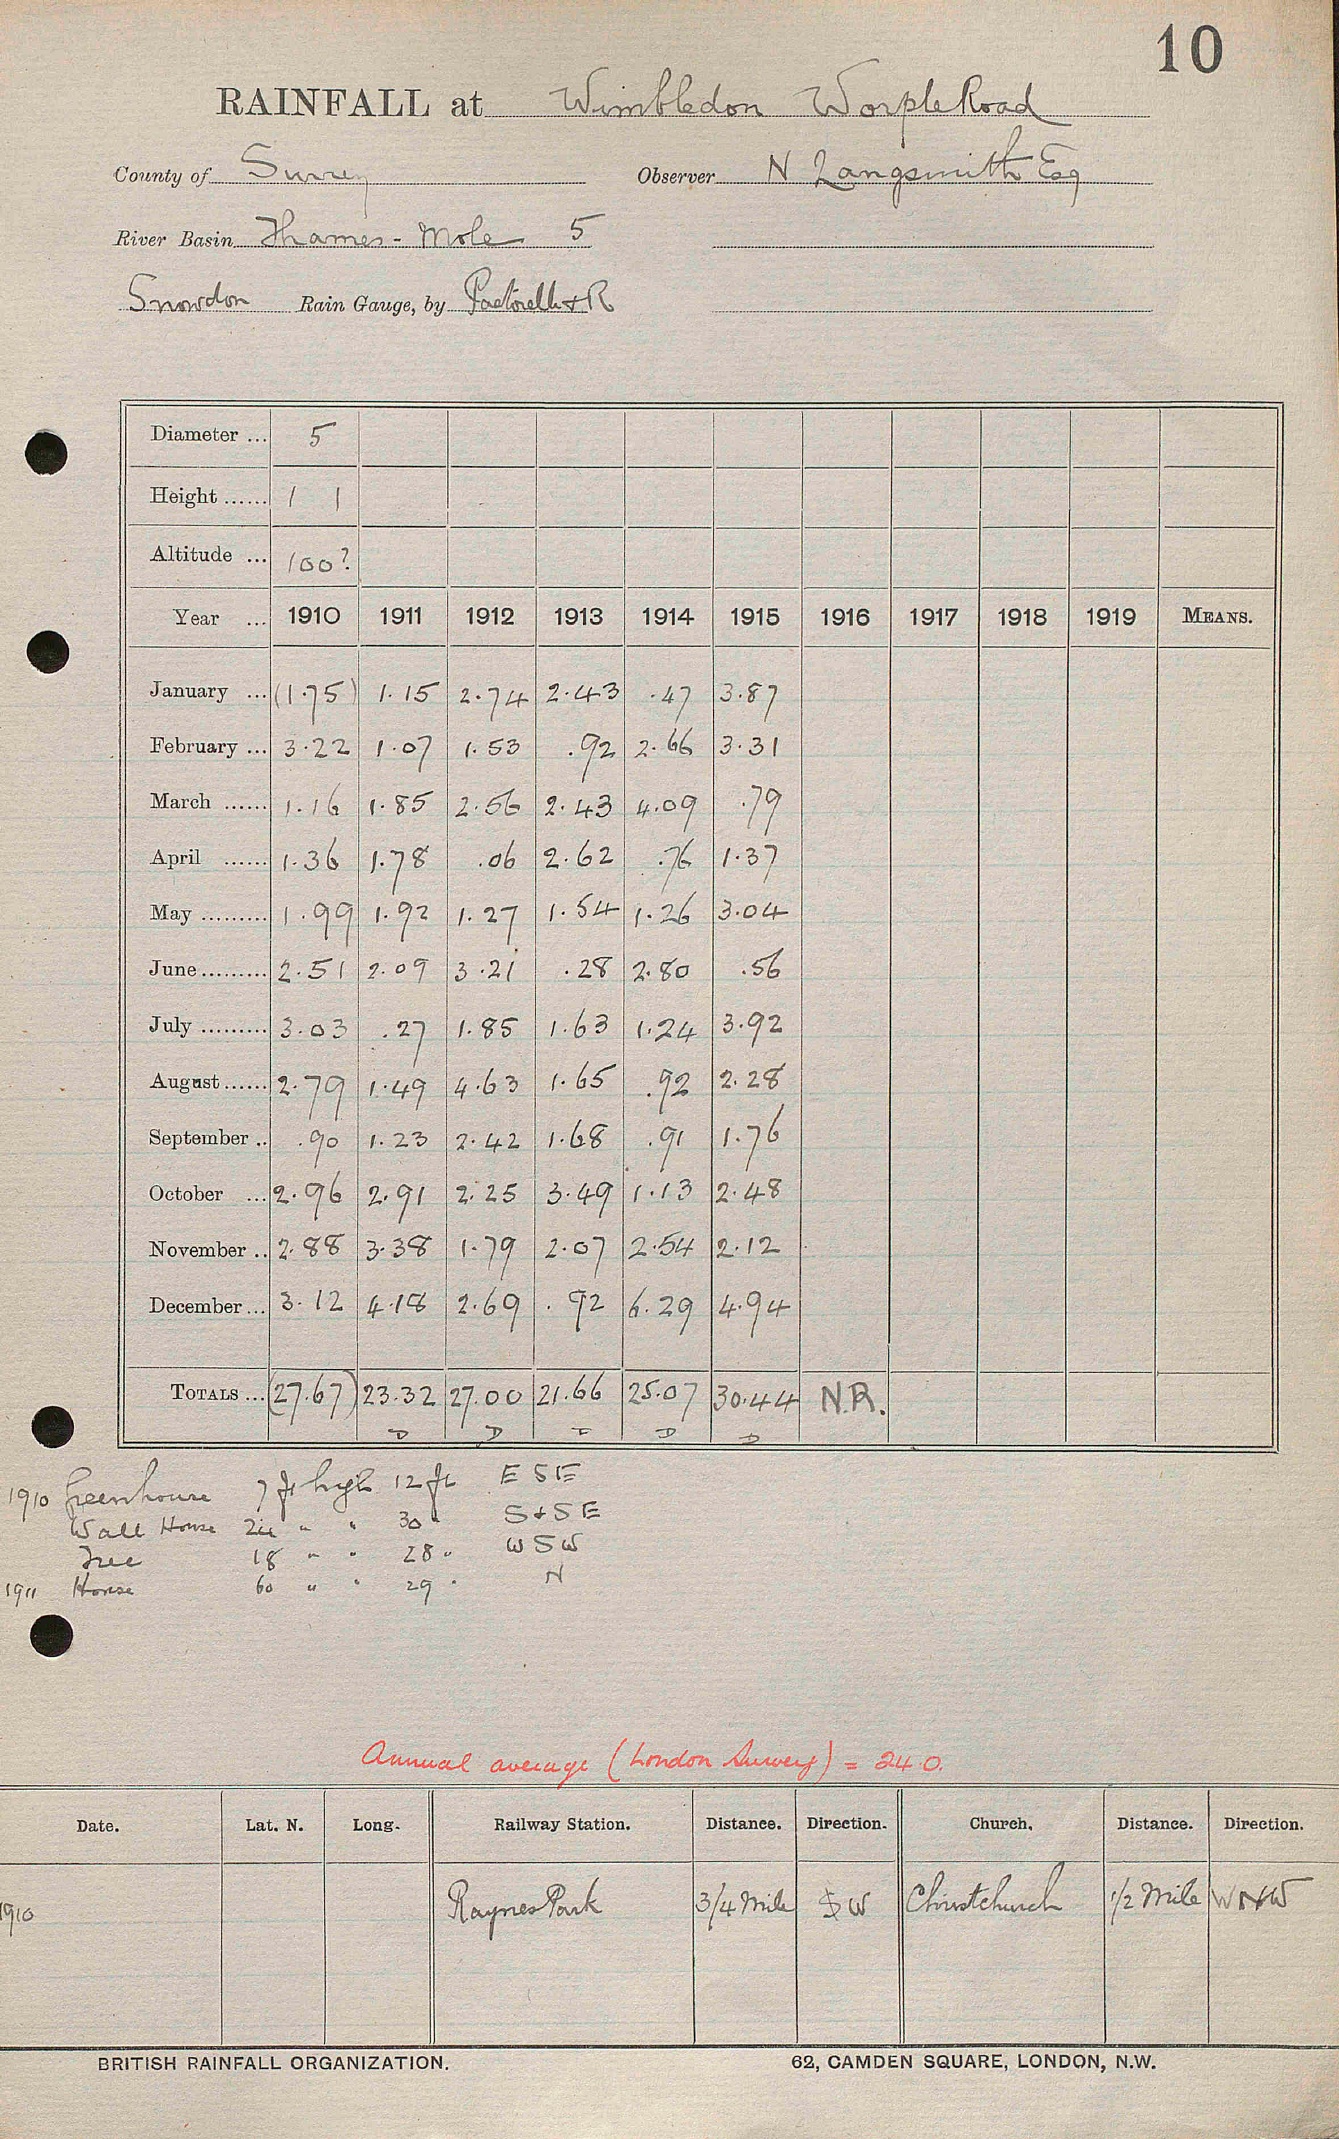 10
RAINFALL at Wimbledon Worple Road
County of Surrey Observer N Langsmith Esq
River Basin Thames - Mole 5
Snowdon Rain Gauge, by Pastorelli & R
Diameter ... 5
Height ...... 1 1
Altitude ... 100?
Year ... 1910 1911 1912 1913 1914 1915 1916 1917 1918 1919 MEANS.
January ... (1.75) 1.15 2.74 2.43 .47 3.87
February ... 3.22 1.07 1.53 .92 2.66 3.31
March ...... 1.16 1.85 2.56 2.43 4.09 .79
April ...... 1.36 1.78 .06 2.62 .76 1.37
May ......... 1.99 1.92 1.27 1.54 1.26 3.04
June ......... 2.51 2.09 3.21 .28 2.80 .56
July ......... 3.03 .27 1.85 1.63 1.24 3.92
August ...... 2.79 1.49 4.63 1.65 .92 2.28
September .. .90 1.23 2.42 1.68 .91 1.76
October ... 2.96 2.91 2.25 3.49 1.13 2.48
November .. 2.88 3.38 1.79 2.07 2.54 2.12
December ... 3.12 4.18 2.69 .92 6.29 4.94
TOTALS ... (27.67) 23.32 27.00 21.66 25.07 30.44 N.R.
1910 Greenhouse 7 ft high 12 ft E SE
Wall House 24 " " 30 " S & SE
Tree 18 " " 28 " W SW
1911 House 60 " " 29 " N
Annual average (London Survey) = 24.0.
Date. Lat. N. Long. Railway Station. Distance. Direction. Church. Distance. Direction.
1910 Raynes Park 3/4 Mile SW Christchurch 1/2 Mile WNW
BRITISH RAINFALL ORGANIZATION. 62, CAMDEN SQUARE, LONDON, N.W.